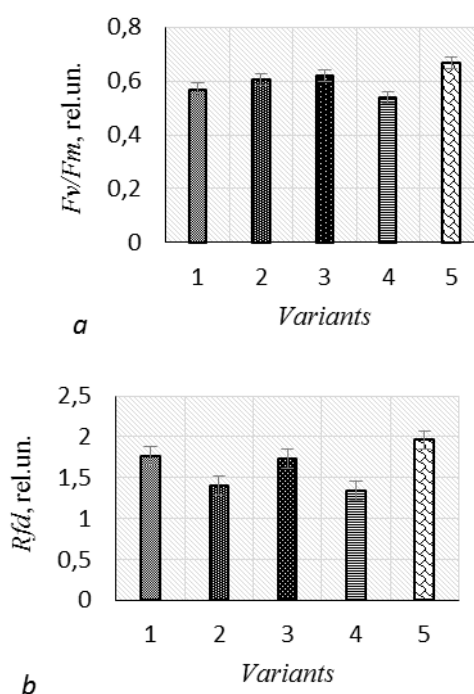 0,8
0,6
0,4
0,2
0
Fv/Fm, rel.un.
1 2 3 4 5
Variants
a
2,5
2
1,5
1
0,5
0
Rfd, rel.un.
1 2 3 4 5
Variants
b